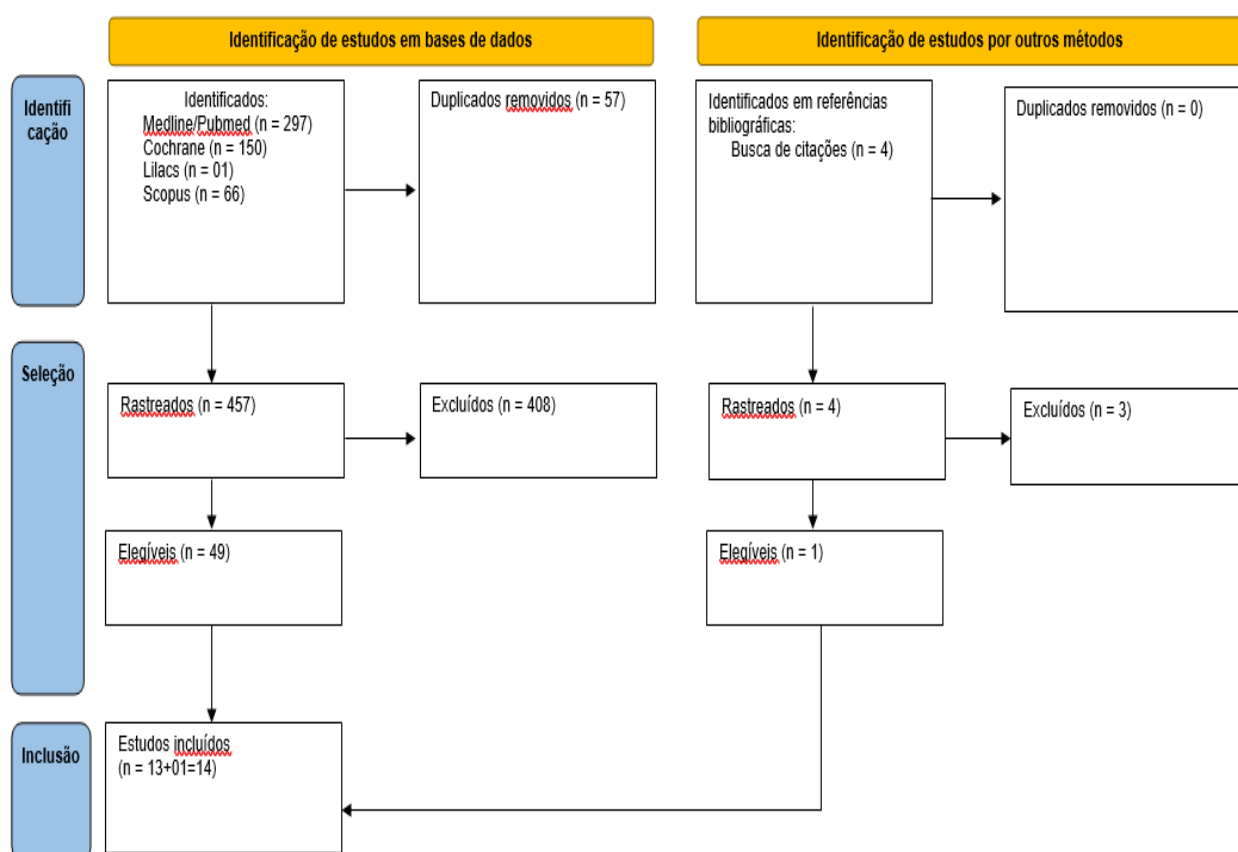 Identificação de estudos em bases de dados
Identificação de estudos por outros métodos
Identifi
cação
Identificados:
Medline/Pubmed (n = 297)
Cochrane (n = 150)
Lilacs (n = 01)
Scopus (n = 66)
Duplicados removidos (n = 57)
Identificados em referências
bibliográficas:
Busca de citações (n = 4)
Duplicados removidos (n = 0)
Seleção
Rastreados (n = 457)
Excluídos (n = 408)
Rastreados (n = 4)
Excluídos (n = 3)
Elegíveis (n = 49)
Elegíveis (n = 1)
Inclusão
Estudos incluídos
(n = 13+01=14)